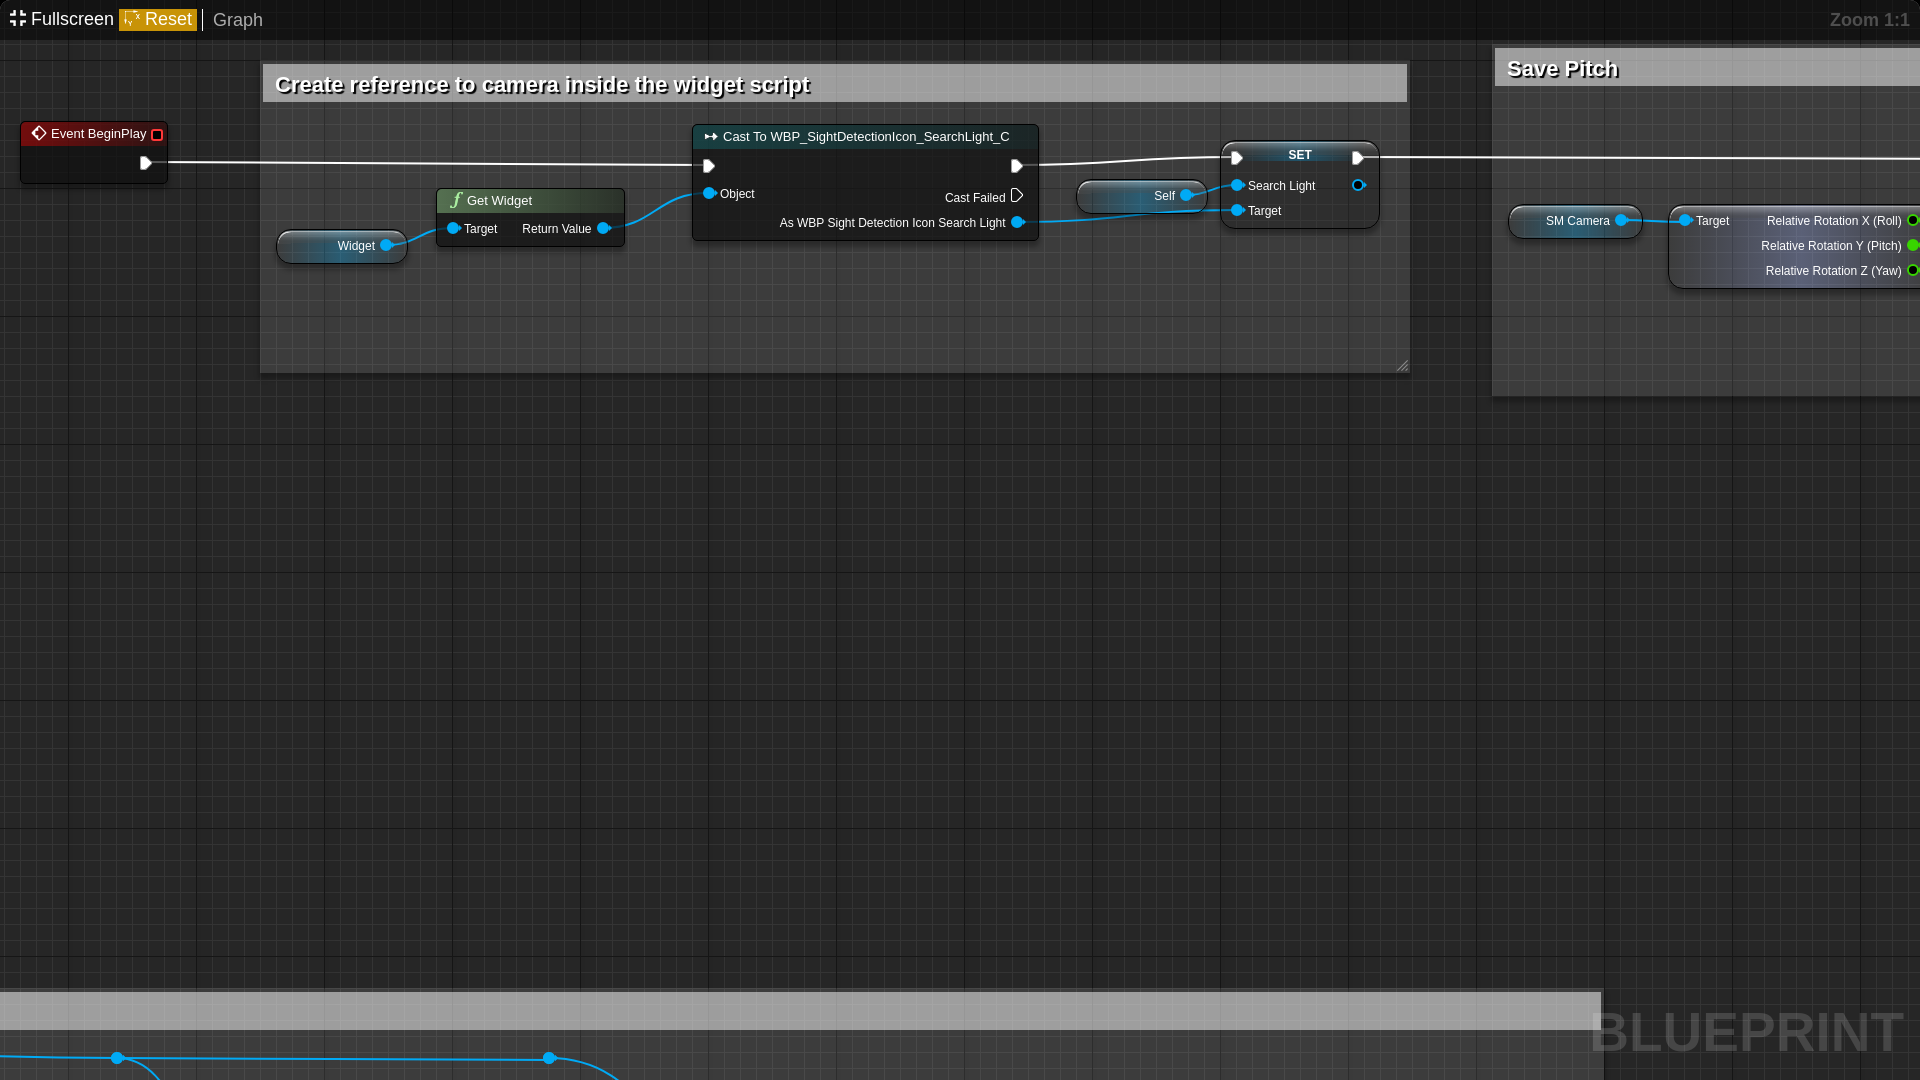 Fullscreen Reset Graph
Zoom 1:1
Create reference to camera inside the widget script
Save Pitch
Event BeginPlay
Cast To WBP_SightDetectionIcon_SearchLight_C
Object
Cast Failed
As WBP Sight Detection Icon Search Light
Get Widget
Target Return Value
Widget
Self
SET
Search Light
Target
SM Camera
Target
Relative Rotation X (Roll)
Relative Rotation Y (Pitch)
Relative Rotation Z (Yaw)
BLUEPRINT